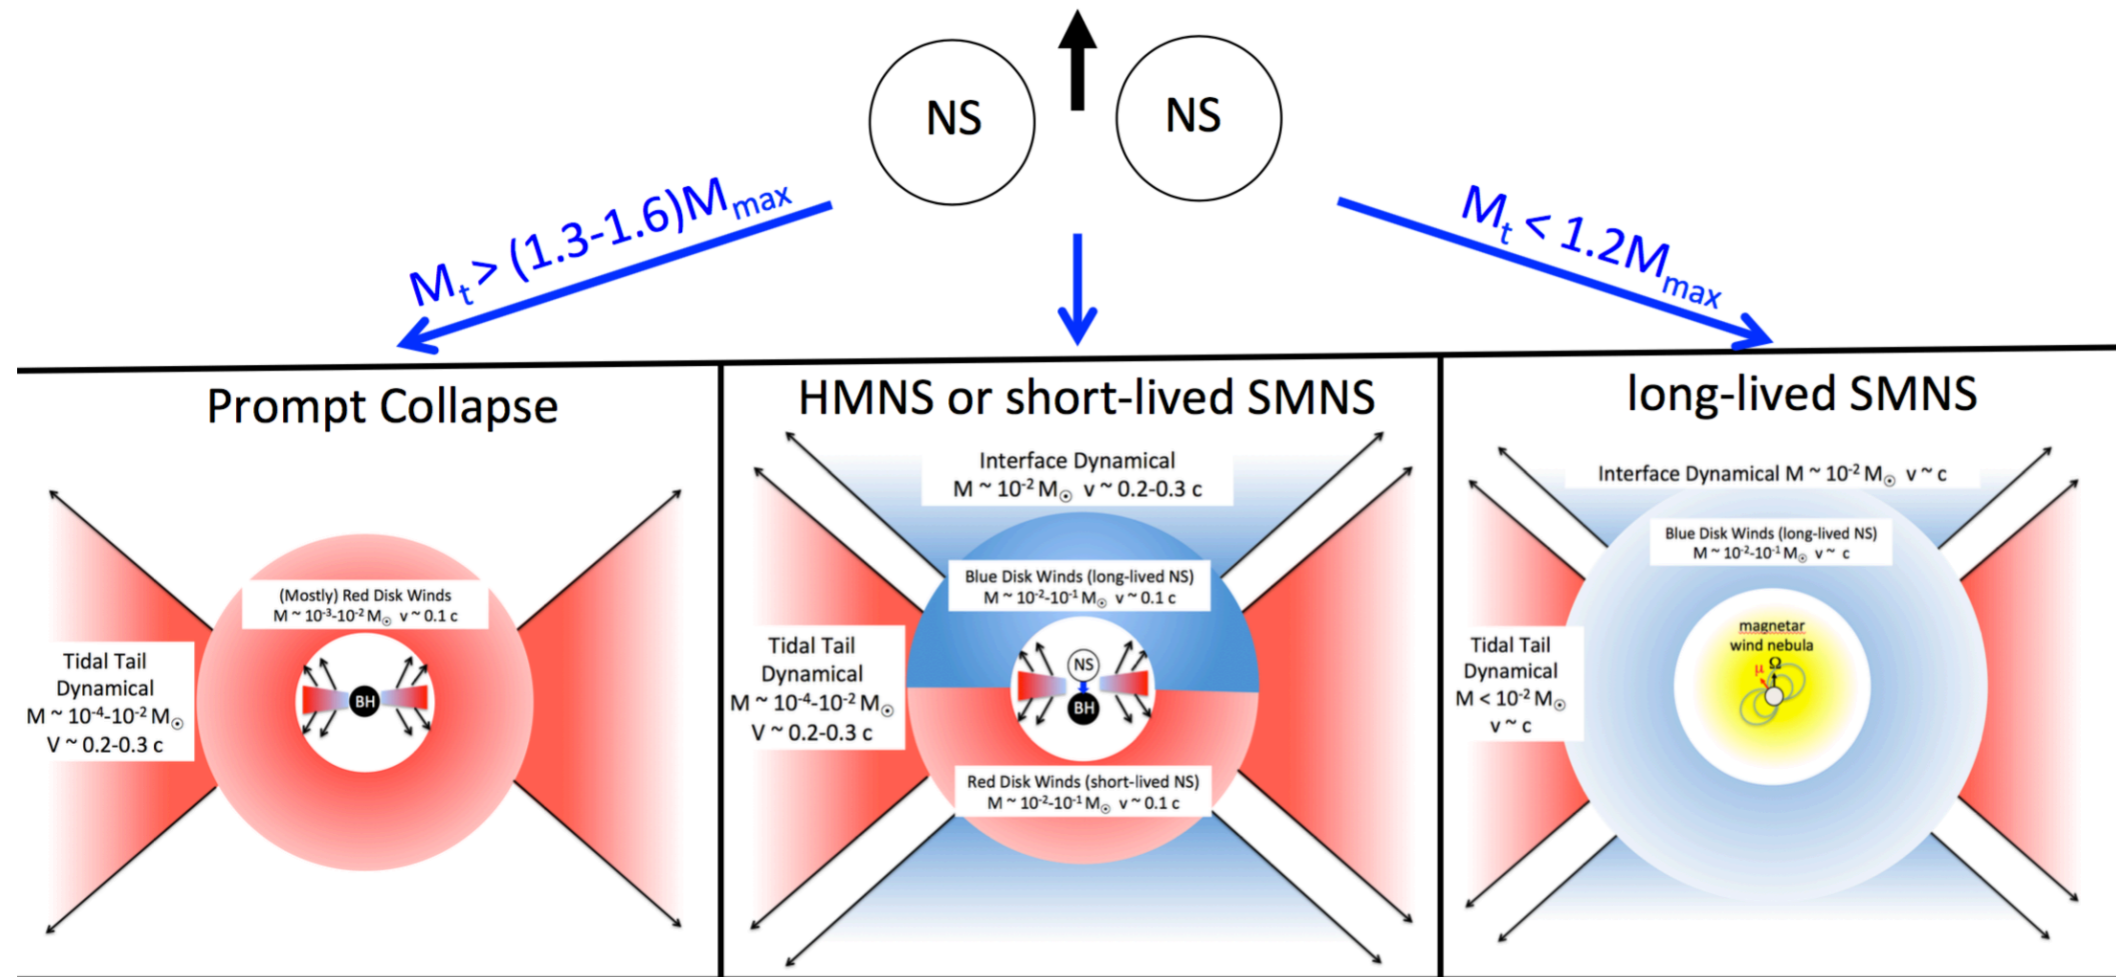 NS
NS
Mₜ > (1.3-1.6)Mₘₐₓ
Mₜ < 1.2Mₘₐₓ
Prompt Collapse
(Mostly) Red Disk Winds
M ~ 10⁻³-10⁻² M☉ v ~ 0.1 c
Tidal Tail
Dynamical
M ~ 10⁻⁴-10⁻² M☉
V ~ 0.2-0.3 c
BH
HMNS or short-lived SMNS
Interface Dynamical
M ~ 10⁻² M☉ v ~ 0.2-0.3 c
Blue Disk Winds (long-lived NS)
M ~ 10⁻²-10⁻¹ M☉ v ~ 0.1 c
Tidal Tail
Dynamical
M ~ 10⁻⁴-10⁻² M☉
V ~ 0.2-0.3 c
NS
BH
Red Disk Winds (short-lived NS)
M ~ 10⁻²-10⁻¹ M☉ v ~ 0.1 c
long-lived SMNS
Interface Dynamical M ~ 10⁻² M☉ v ~ c
Blue Disk Winds (long-lived NS)
M ~ 10⁻²-10⁻¹ M☉ v ~ c
Tidal Tail
Dynamical
M < 10⁻² M☉
v ~ c
magnetar
wind nebula
μ Ω